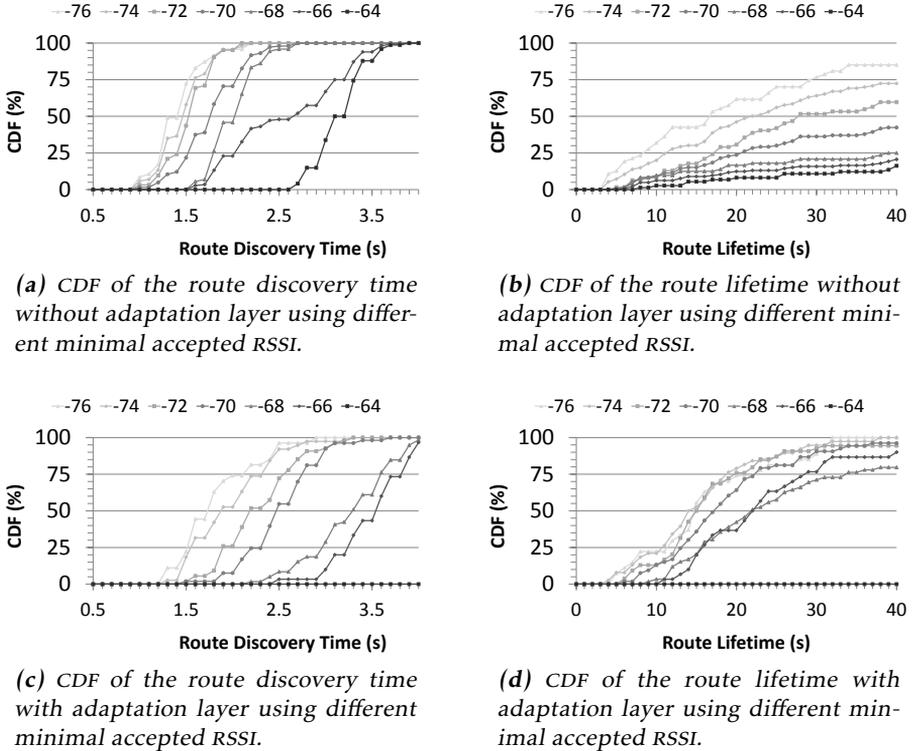 -76 -74 -72 -70 -68 -66 -64
CDF (%)
100
75
50
25
0
0.5 1.5 2.5 3.5
Route Discovery Time (s)
(a) CDF of the route discovery time
without adaptation layer using differ-
ent minimal accepted RSSI.
-76 -74 -72 -70 -68 -66 -64
CDF (%)
100
75
50
25
0
0 10 20 30 40
Route Lifetime (s)
(b) CDF of the route lifetime without
adaptation layer using different mini-
mal accepted RSSI.
-76 -74 -72 -70 -68 -66 -64
CDF (%)
100
75
50
25
0
0.5 1.5 2.5 3.5
Route Discovery Time (s)
(c) CDF of the route discovery time
with adaptation layer using different
minimal accepted RSSI.
-76 -74 -72 -70 -68 -66 -64
CDF (%)
100
75
50
25
0
0 10 20 30 40
Route Lifetime (s)
(d) CDF of the route lifetime with
adaptation layer using different min-
imal accepted RSSI.